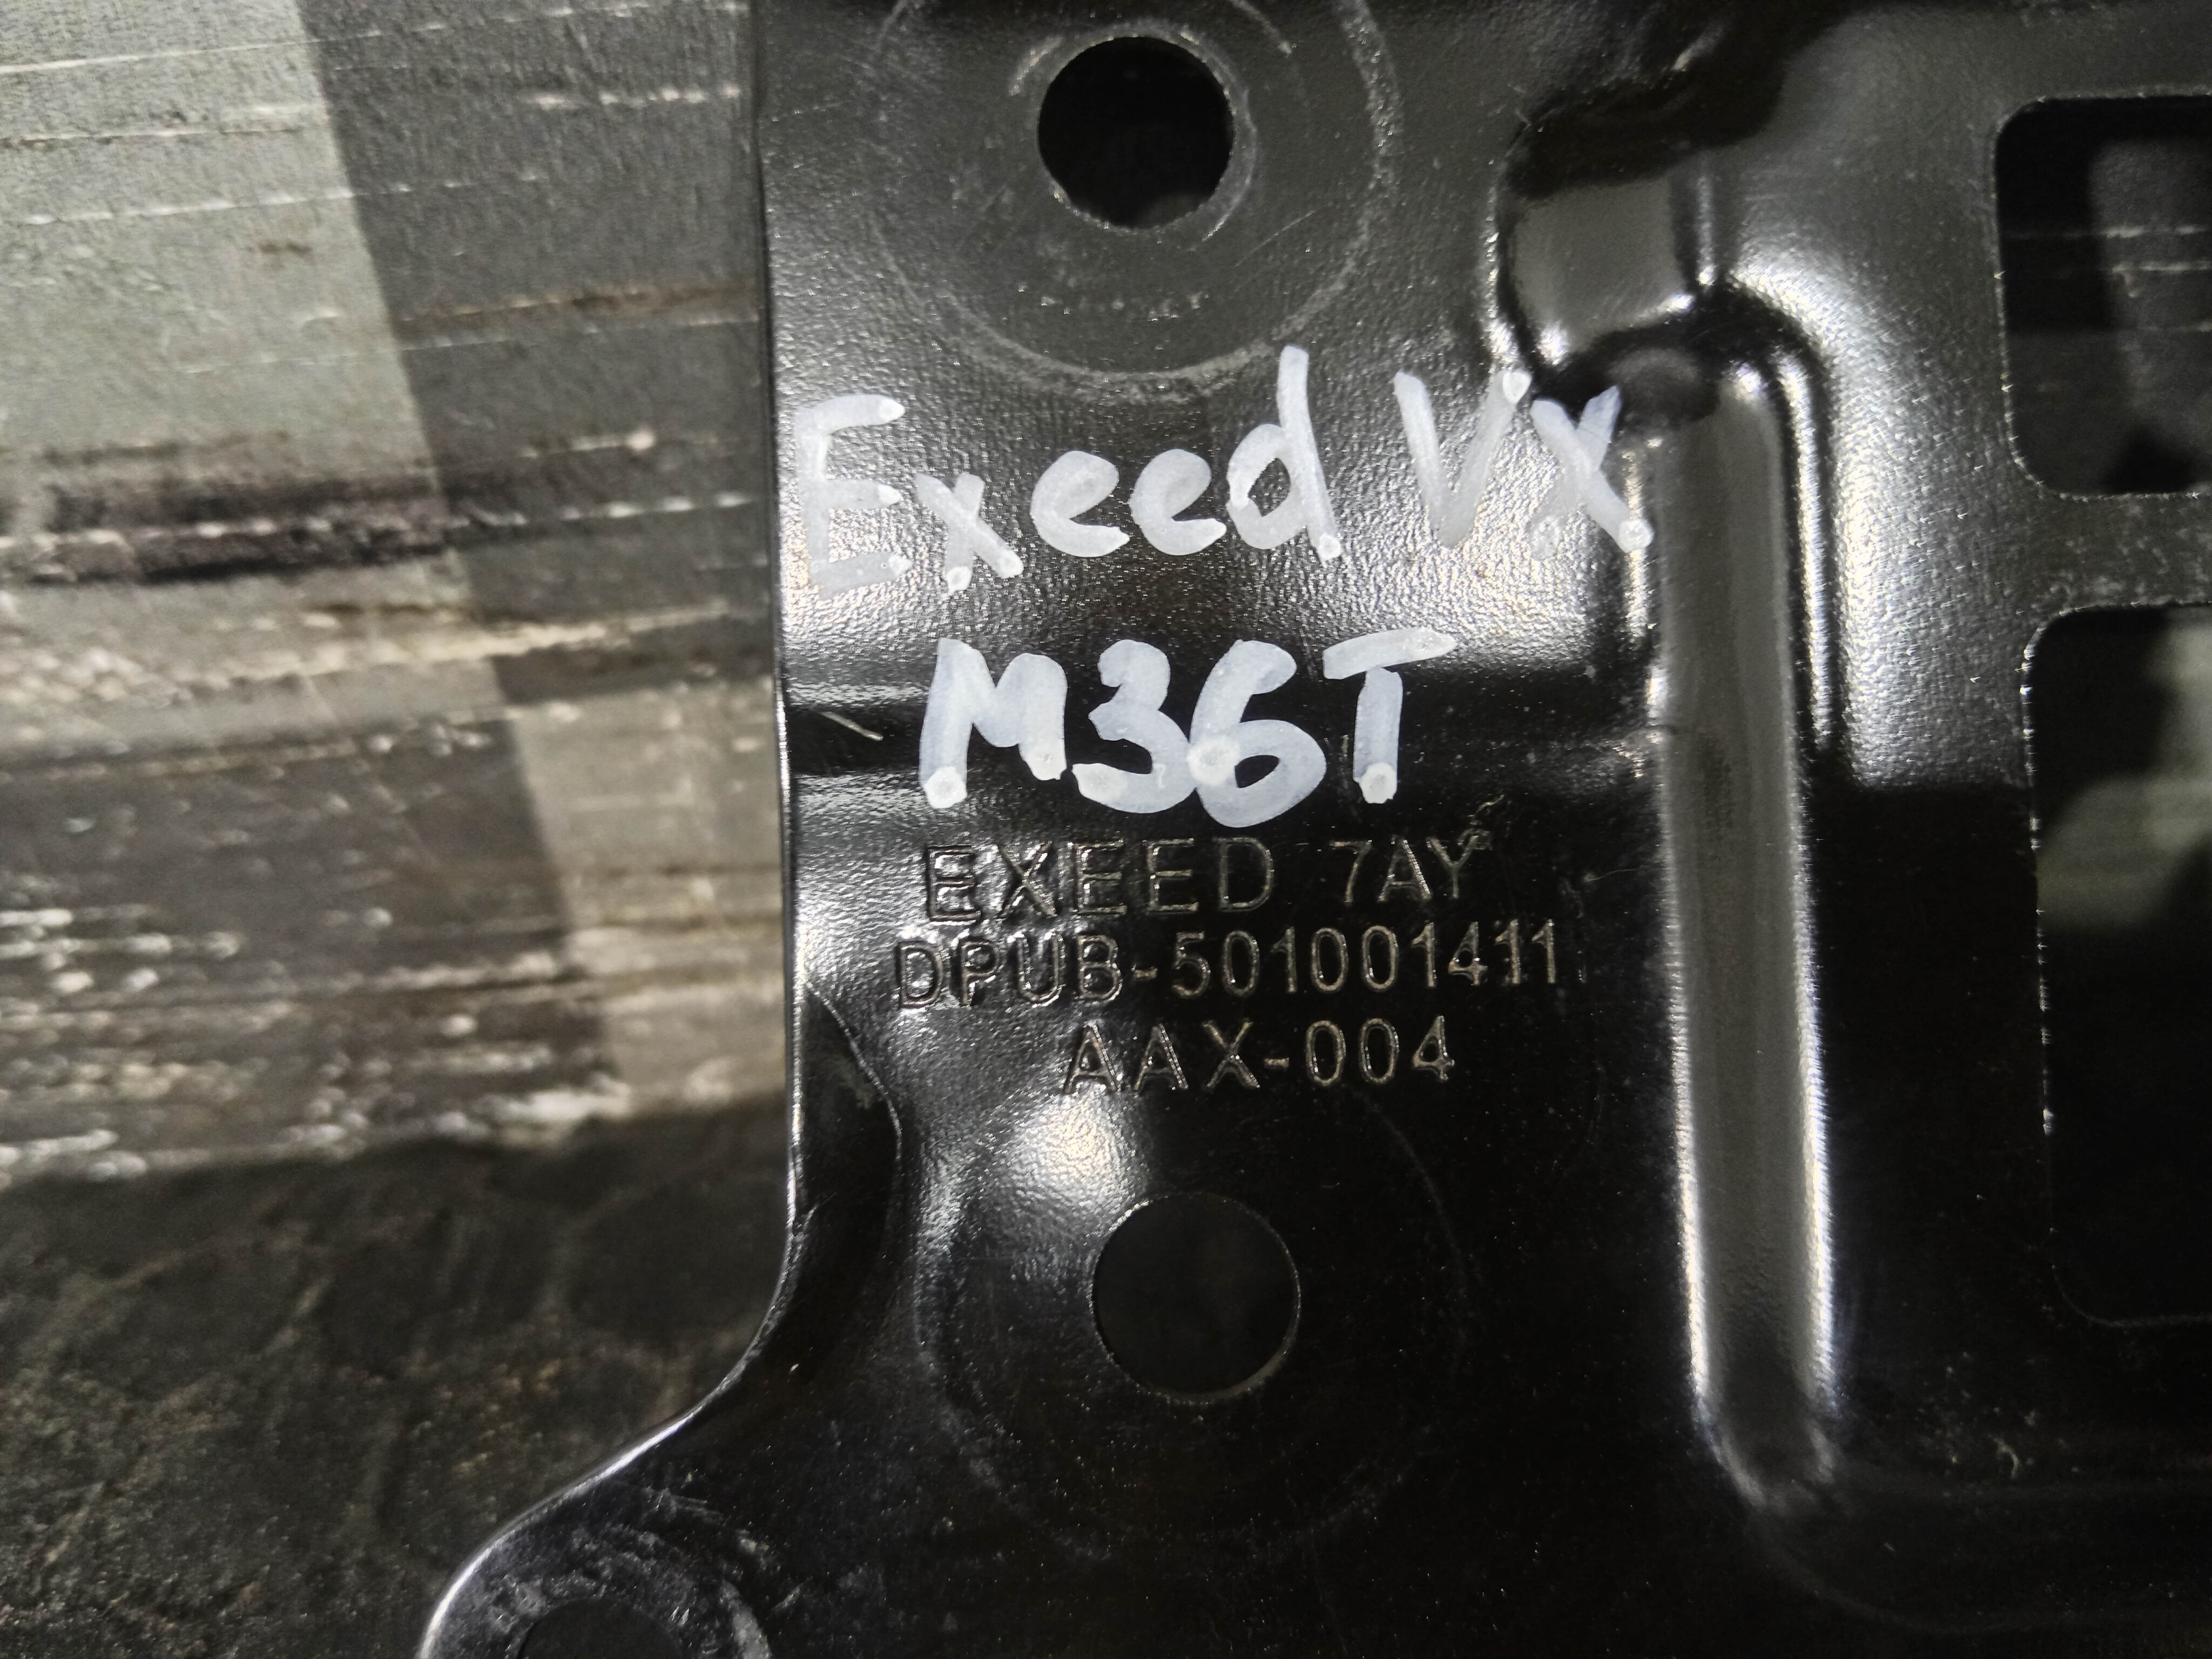 Exeed VX
M36T
EXEED 7AY
DPUB-501001411
AAX-004